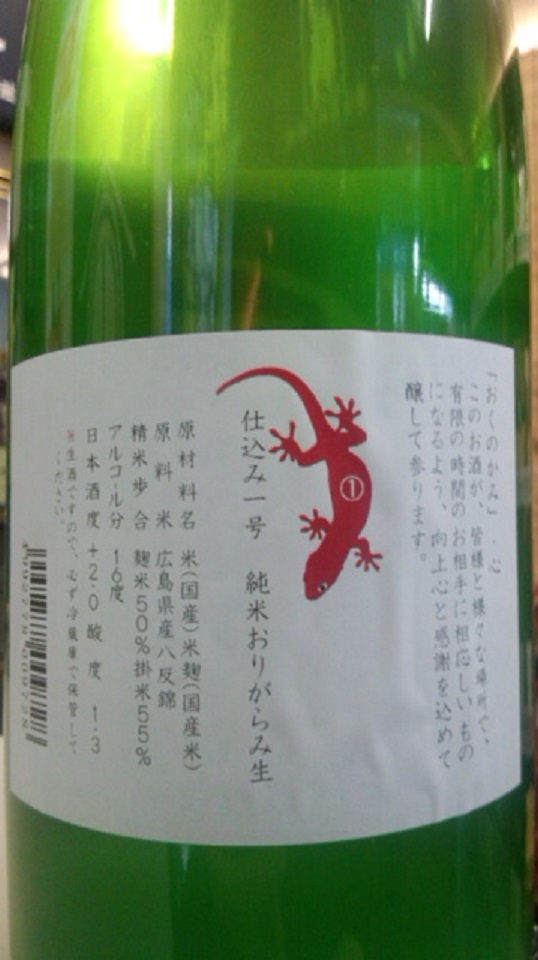 「おくのかみ」・心
このお酒が、皆様と様々な場所で、
有限の時間の お相手に相応しい もの
になるよう、向上心と感謝を込めて
醸して参ります。
①
仕込み一号 純米おりがらみ生
原材料名 米(国産)米麹(国産米)
原料米 広島県産八反錦
精米歩合 麹米50%掛米55%
アルコール分 16度
日本酒度 +2.0 酸度 1.3
※生酒ですので、必ず冷蔵庫で保管して
ください。